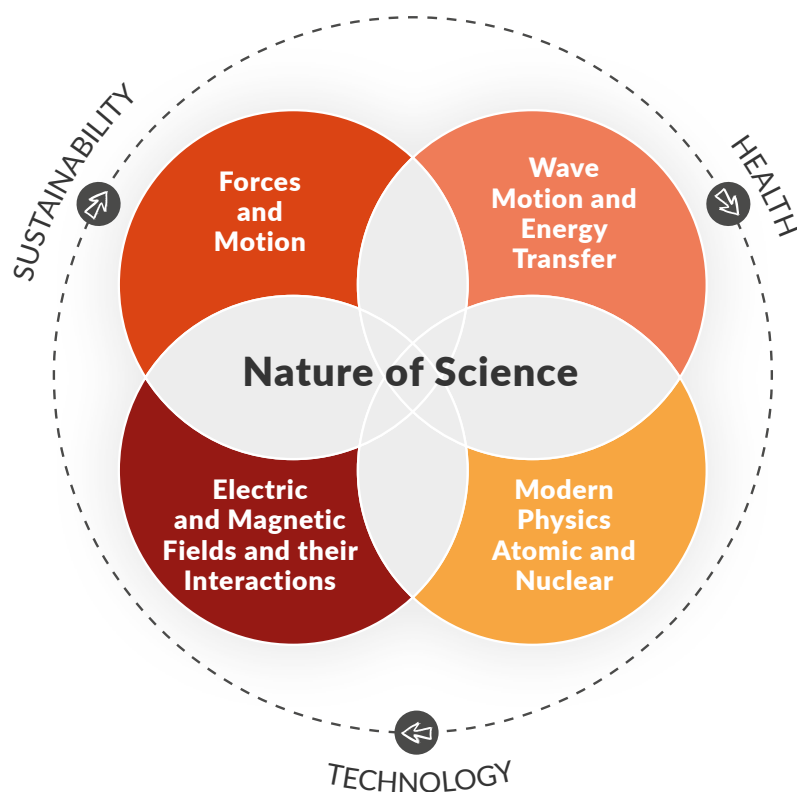 SUSTAINABILITY
HEALTH
Forces
and
Motion
Wave
Motion and
Energy
Transfer
Nature of Science
Electric
and Magnetic
Fields and their
Interactions
Modern
Physics
Atomic and
Nuclear
TECHNOLOGY